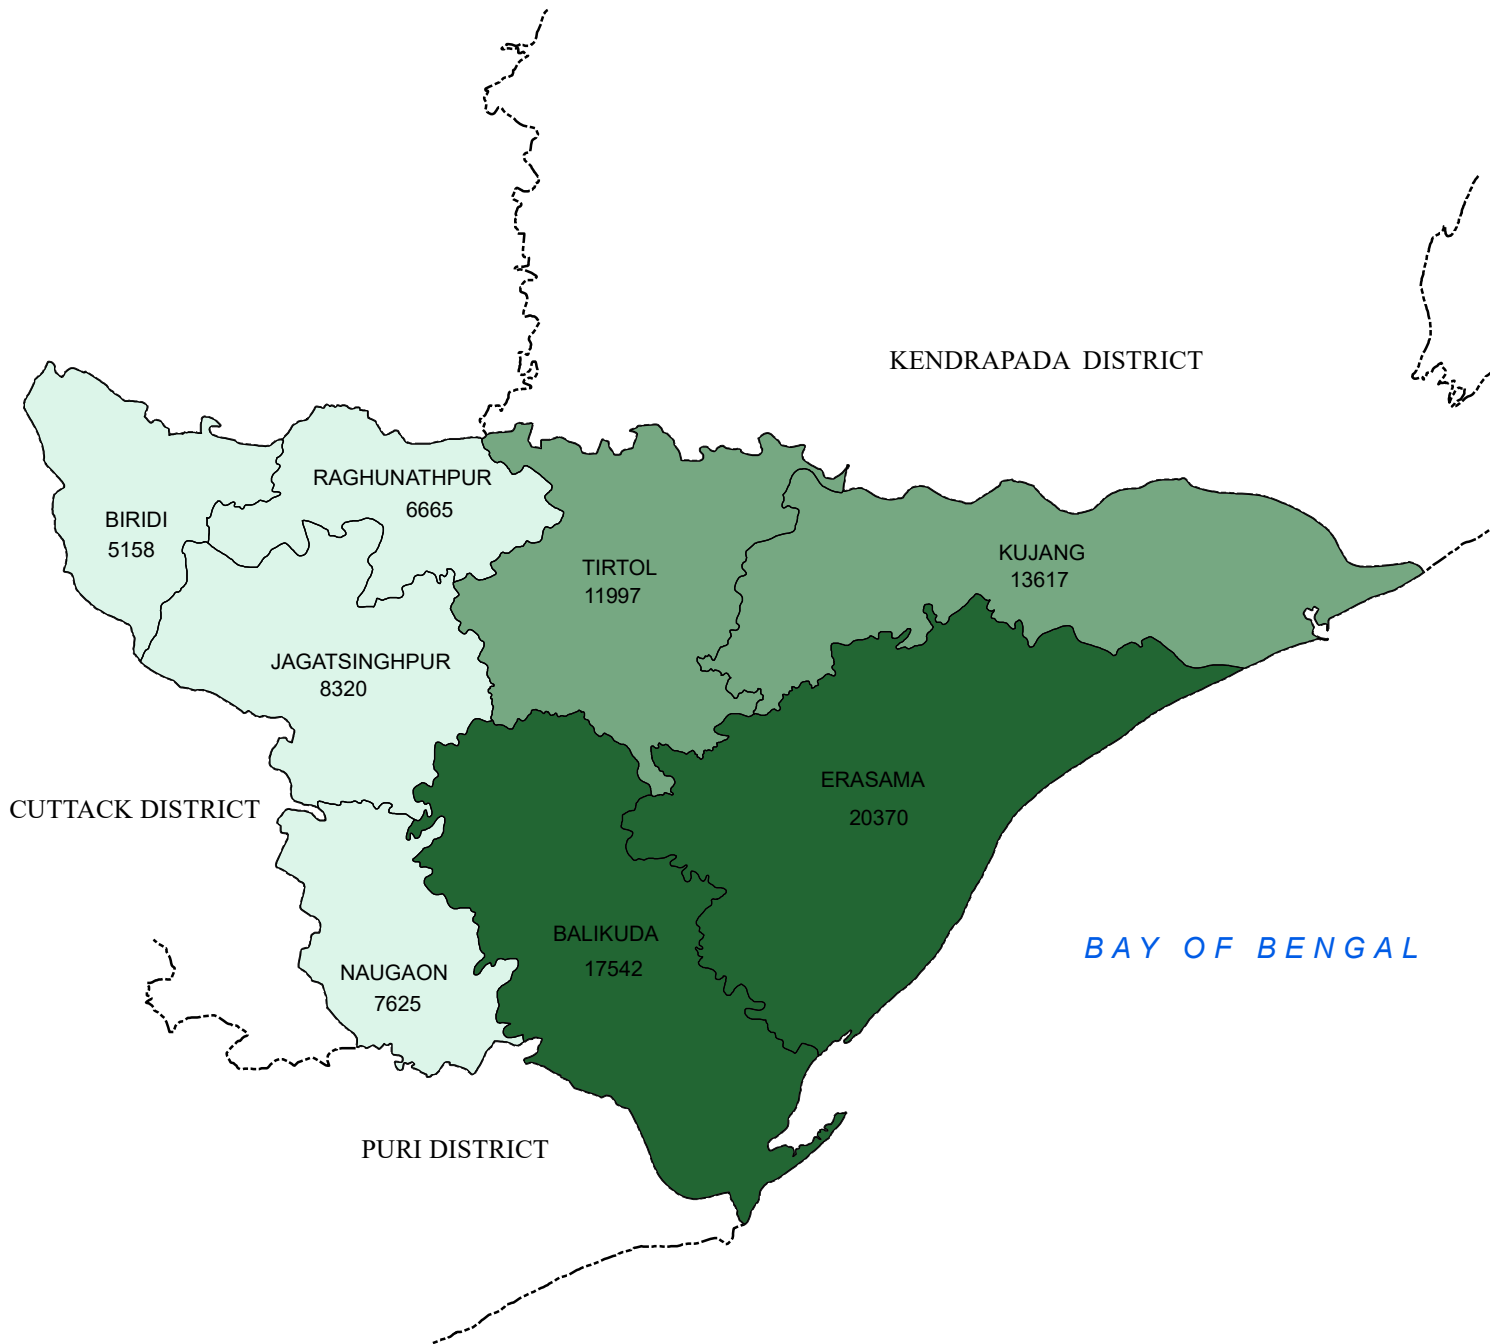 KENDRAPADA DISTRICT
RAGHUNATHPUR
6665
BIRIDI
5158
KUJANG
13617
TIRTOL
11997
JAGATSINGHPUR
8320
ERASAMA
20370
CUTTACK DISTRICT
BALIKUDA
17542
BAY OF BENGAL
NAUGAON
7625
PURI DISTRICT